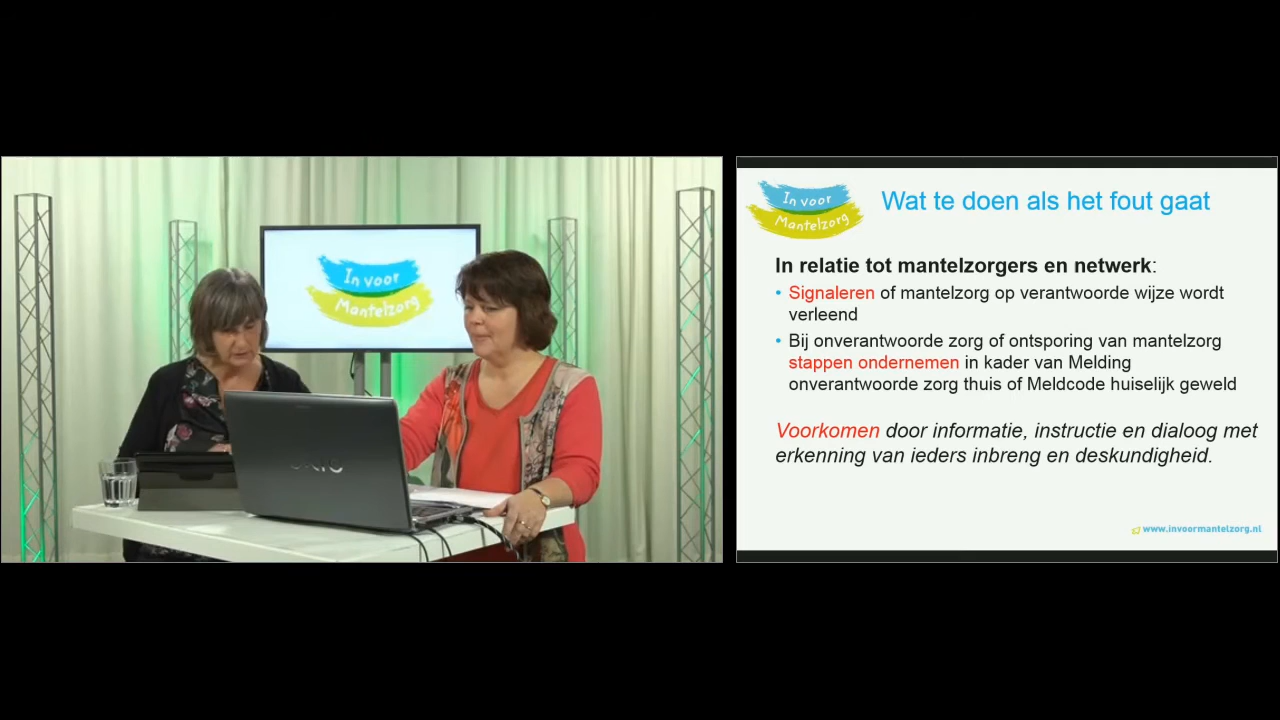 In voor
Mantelzorg
VAIO
In voor
Mantelzorg
Wat te doen als het fout gaat
In relatie tot mantelzorgers en netwerk:
• Signaleren of mantelzorg op verantwoorde wijze wordt
verleend
• Bij onverantwoorde zorg of ontsporing van mantelzorg
stappen ondernemen in kader van Melding
onverantwoorde zorg thuis of Meldcode huiselijk geweld
Voorkomen door informatie, instructie en dialoog met
erkenning van ieders inbreng en deskundigheid.
www.invoormantelzorg.nl